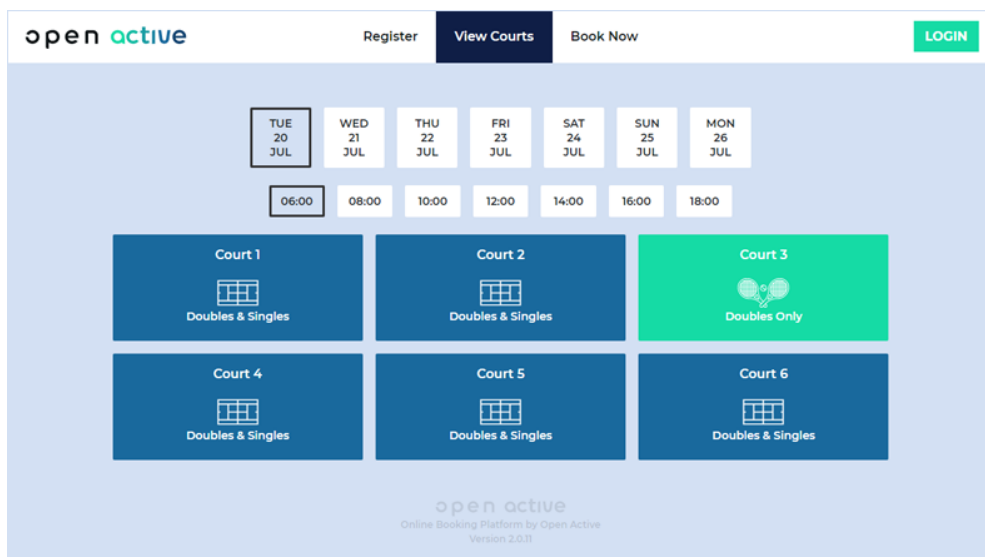 open active
Register
View Courts
Book Now
LOGIN
TUE
20
JUL
WED
21
JUL
THU
22
JUL
FRI
23
JUL
SAT
24
JUL
SUN
25
JUL
MON
26
JUL
06:00
08:00
10:00
12:00
14:00
16:00
18:00
Court 1
Doubles & Singles
Court 2
Doubles & Singles
Court 3
Doubles Only
Court 4
Doubles & Singles
Court 5
Doubles & Singles
Court 6
Doubles & Singles
open active
Online Booking Platform by Open Active
Version 2.0.11